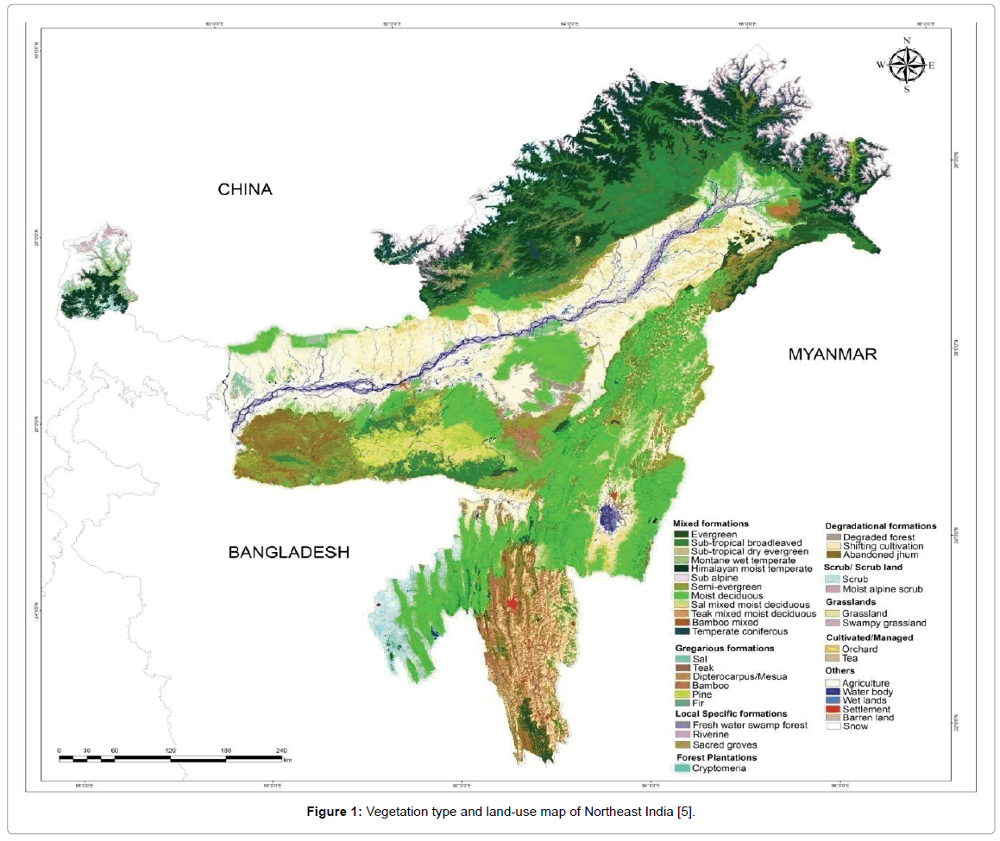 N
W E
S
CHINA
MYANMAR
BANGLADESH
Mixed formations
Evergreen
Sub-tropical broadleaved
Sub-tropical dry evergreen
Montane wet temperate
Himalayan moist temperate
Sub alpine
Semi-evergreen
Moist deciduous
Sal mixed moist deciduous
Teak mixed moist deciduous
Bamboo mixed
Temperate coniferous
Gregarious formations
Sal
Teak
Dipterocarpus/Mesua
Bamboo
Pine
Fir
Local Specific formations
Fresh water swamp forest
Riverine
Sacred groves
Forest Plantations
Cryptomeria
Degradational formations
Degraded forest
Shifting cultivation
Abandoned jhum
Scrub/ Scrub land
Scrub
Moist alpine scrub
Grasslands
Grassland
Swampy grassland
Cultivated/Managed
Orchard
Tea
Others
Agriculture
Water body
Wet lands
Settlement
Barren land
Snow
0 30 60 120 180 240
km
Figure 1: Vegetation type and land-use map of Northeast India [5].